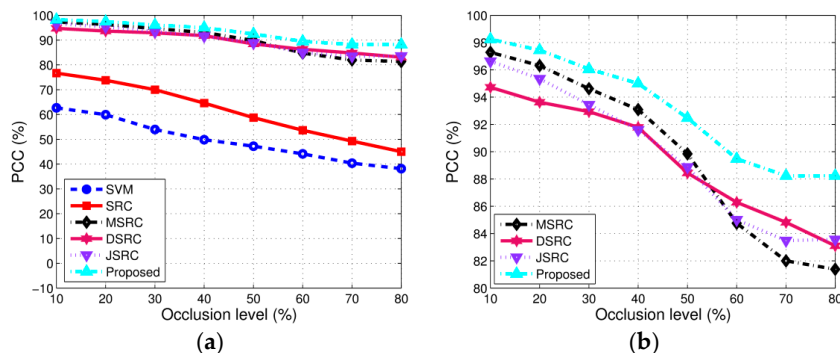 100
90
80
70
60
50
40
30
20
10
0
−10
PCC (%)
SVM
SRC
MSRC
DSRC
JSRC
Proposed
10 20 30 40 50 60 70 80
Occlusion level (%)
(a)
100
98
96
94
92
90
88
86
84
82
80
PCC (%)
MSRC
DSRC
JSRC
Proposed
10 20 30 40 50 60 70 80
Occlusion level (%)
(b)